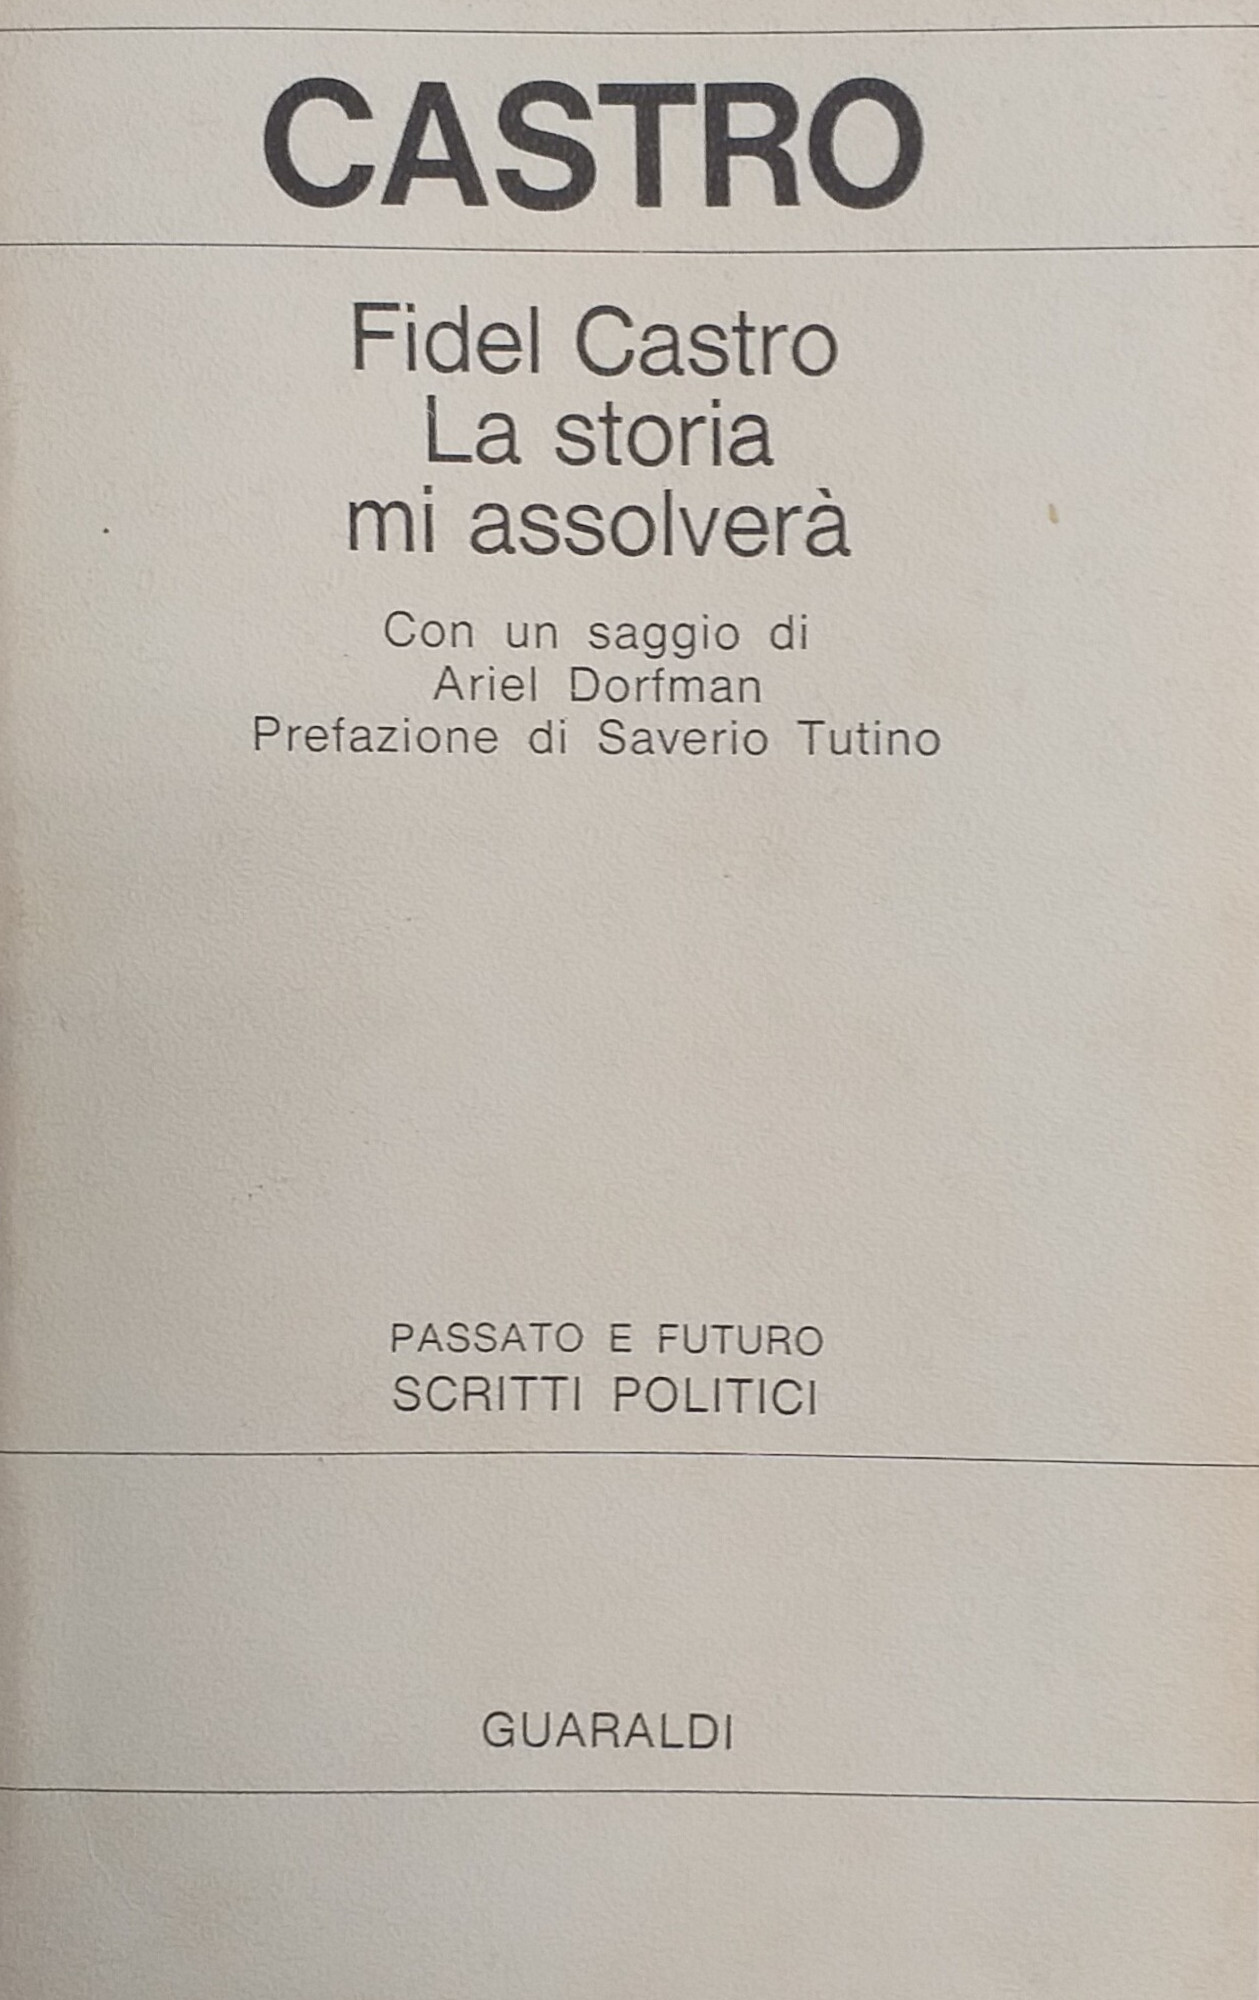 CASTRO
Fidel Castro
La storia
mi assolverà
Con un saggio di
Ariel Dorfman
Prefazione di Saverio Tutino
PASSATO E FUTURO
SCRITTI POLITICI
GUARALDI